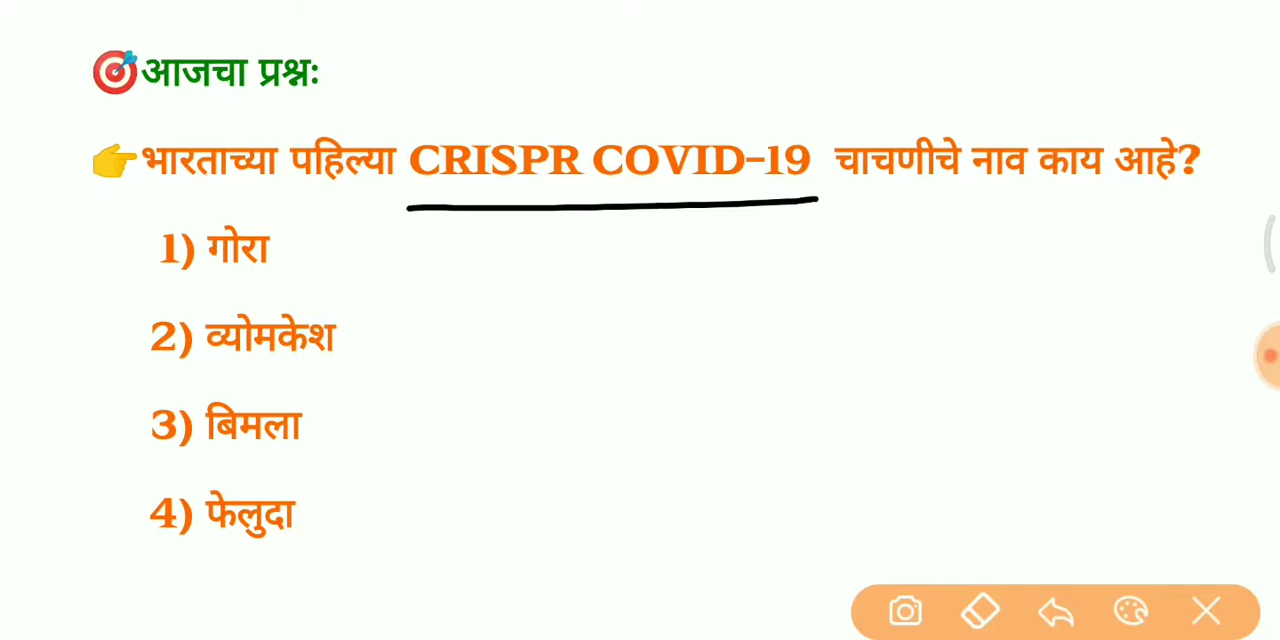 🎯आजचा प्रश्न:
👉भारताच्या पहिल्या CRISPR COVID-19 चाचणीचे नाव काय आहे?
1) गोरा
2) व्योमकेश
3) बिमला
4) फेलुदा